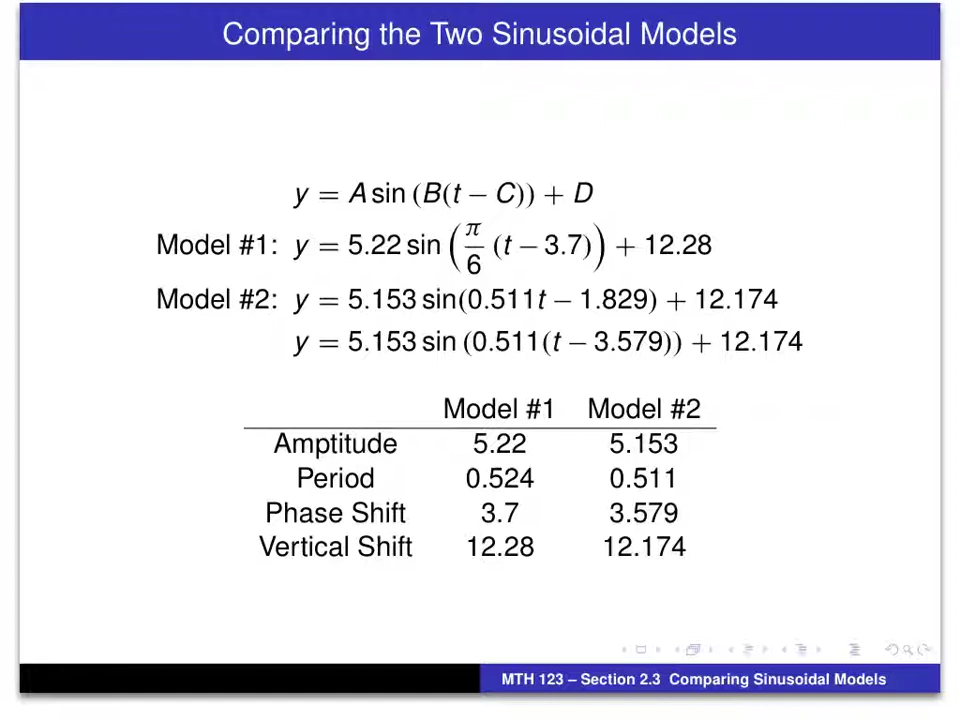 Comparing the Two Sinusoidal Models
y = A sin (B(t − C)) + D
Model #1: y = 5.22 sin (π/6 (t − 3.7)) + 12.28
Model #2: y = 5.153 sin(0.511t − 1.829) + 12.174
y = 5.153 sin (0.511(t − 3.579)) + 12.174
Model #1 Model #2
Amptitude 5.22 5.153
Period 0.524 0.511
Phase Shift 3.7 3.579
Vertical Shift 12.28 12.174
MTH 123 – Section 2.3 Comparing Sinusoidal Models